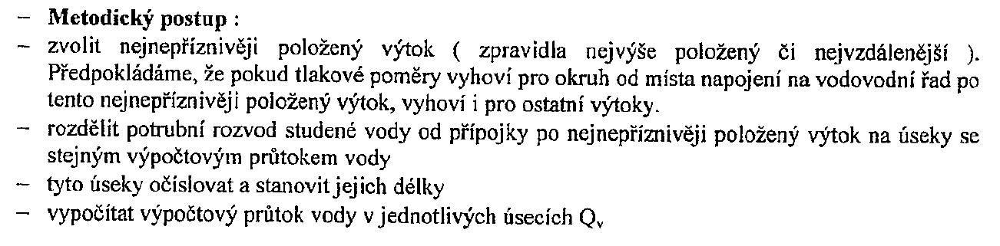 – Metodický postup :
– zvolit nejnepříznivěji položený výtok ( zpravidla nejvýše položený či nejvzdálenější ).
Předpokládáme, že pokud tlakové poměry vyhoví pro okruh od místa napojení na vodovodní řad po
tento nejnepříznivěji položený výtok, vyhoví i pro ostatní výtoky.
– rozdělit potrubní rozvod studené vody od přípojky po nejnepříznivěji položený výtok na úseky se
stejným výpočtovým průtokem vody
– tyto úseky očíslovat a stanovit jejich délky
– vypočítat výpočtový průtok vody v jednotlivých úsecích Qv